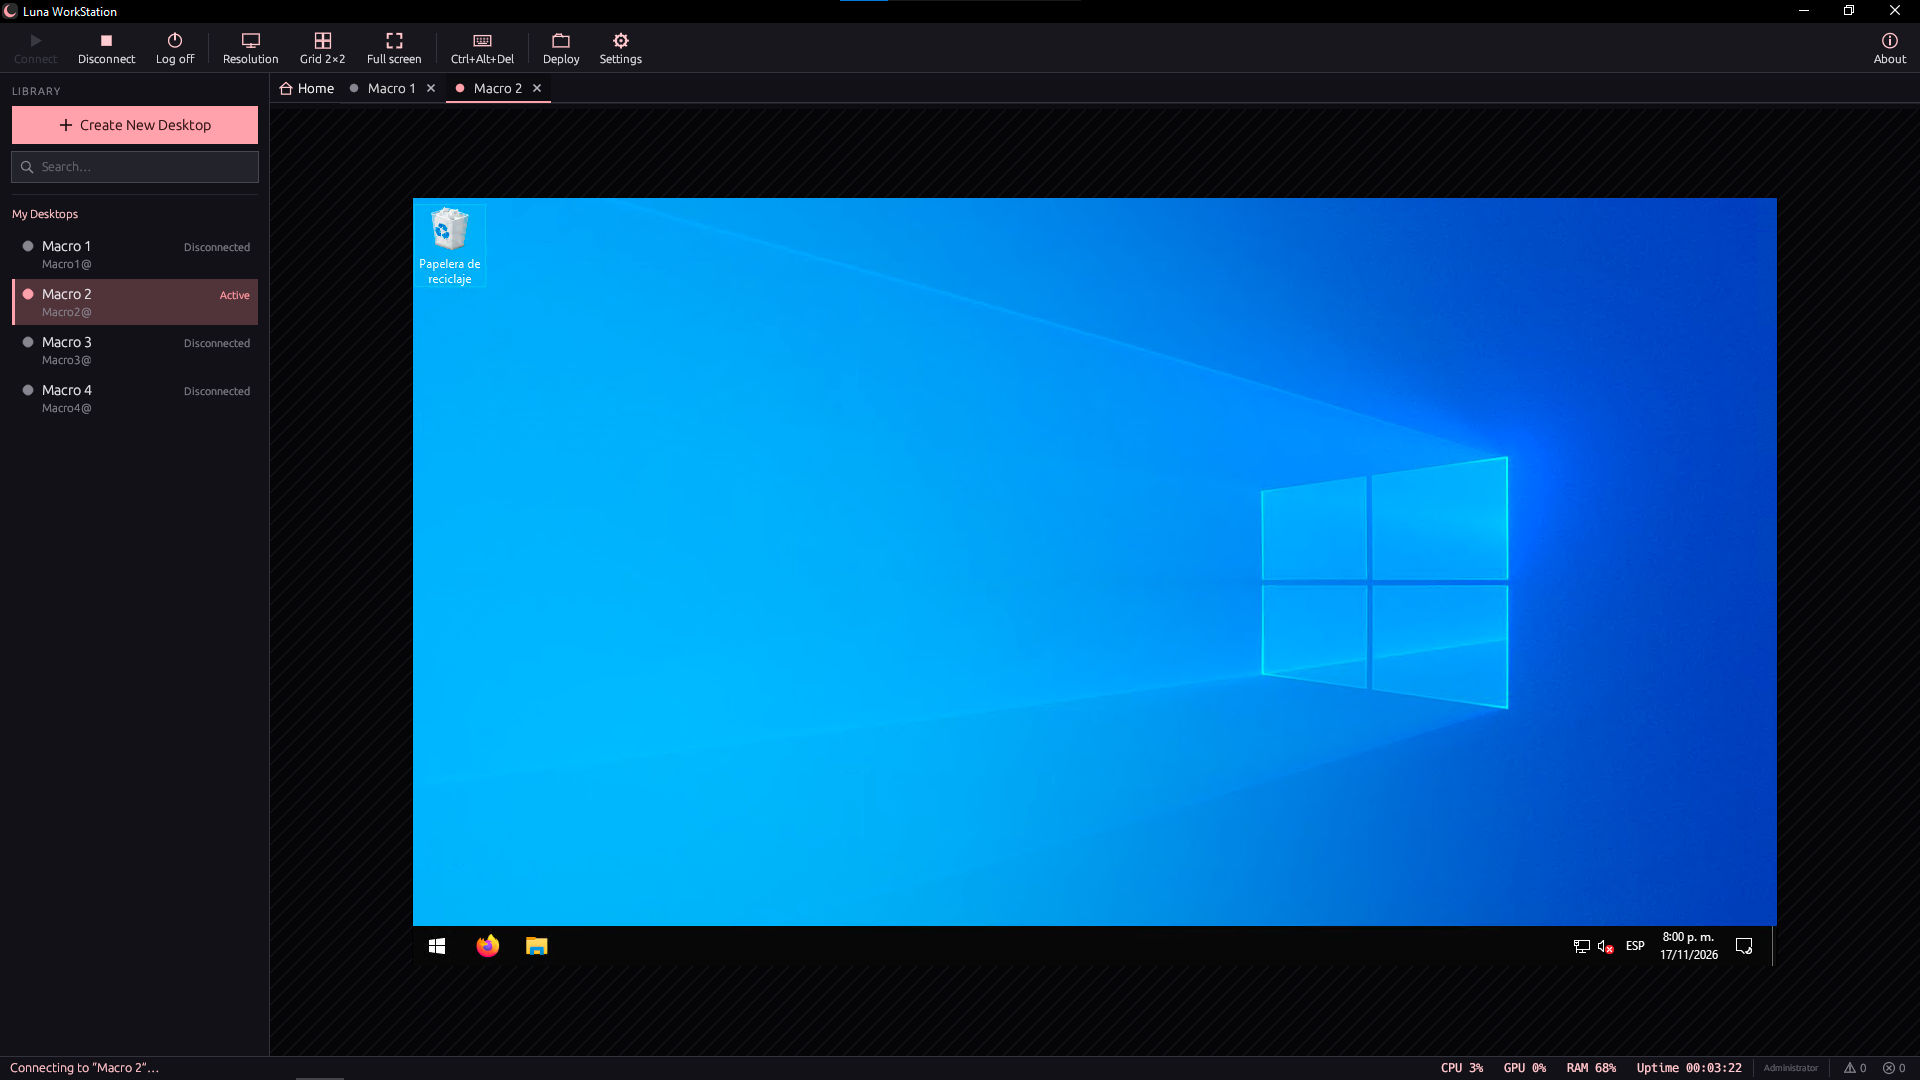 Luna WorkStation
Connect
Disconnect
Log off
Resolution
Grid 2×2
Full screen
Ctrl+Alt+Del
Deploy
Settings
About
LIBRARY
Home
Macro 1
Macro 2
Create New Desktop
Search...
My Desktops
Macro 1
Disconnected
Macro1@
Macro 2
Active
Macro2@
Macro 3
Disconnected
Macro3@
Macro 4
Disconnected
Macro4@
Papelera de
reciclaje
ESP
8:00 p. m.
17/11/2026
Connecting to "Macro 2"...
CPU 3%
GPU 0%
RAM 68%
Uptime 00:03:22
Administrator
0
0